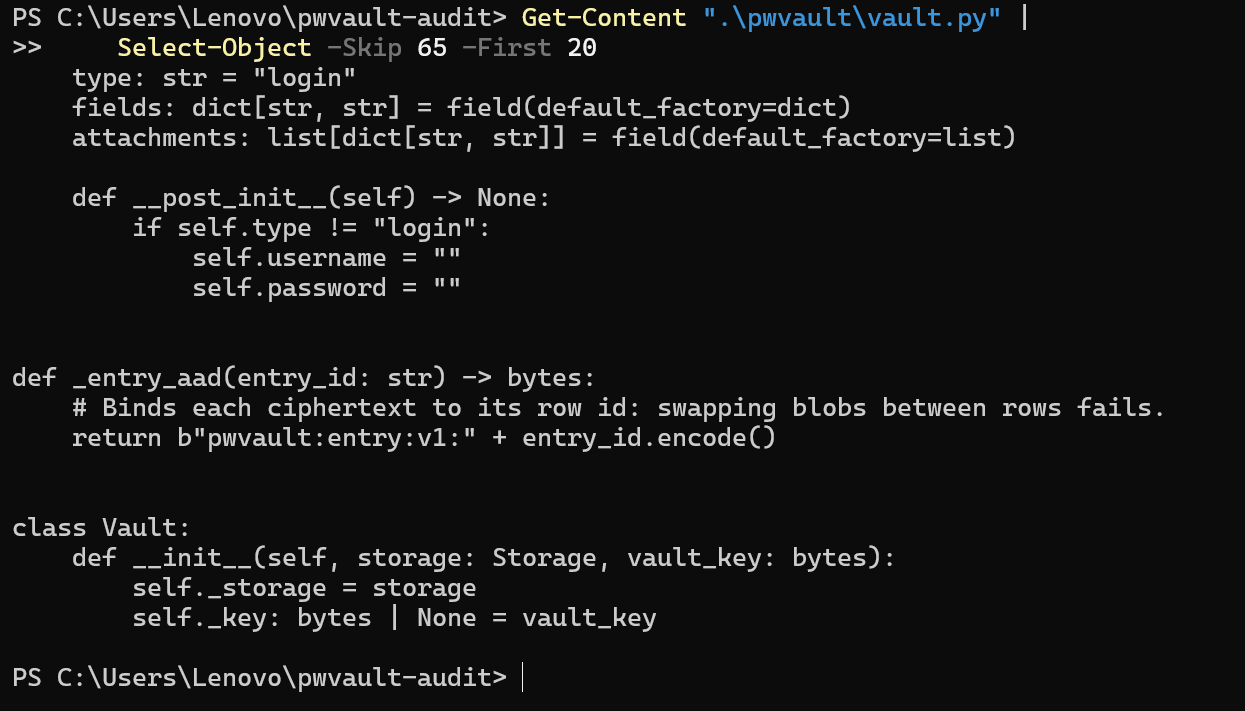 PS C:\Users\Lenovo\pwvault-audit> Get-Content ".\pwvault\vault.py" |
>>     Select-Object -Skip 65 -First 20
    type: str = "login"
    fields: dict[str, str] = field(default_factory=dict)
    attachments: list[dict[str, str]] = field(default_factory=list)

    def __post_init__(self) -> None:
        if self.type != "login":
            self.username = ""
            self.password = ""


def _entry_aad(entry_id: str) -> bytes:
    # Binds each ciphertext to its row id: swapping blobs between rows fails.
    return b"pwvault:entry:v1:" + entry_id.encode()


class Vault:
    def __init__(self, storage: Storage, vault_key: bytes):
        self._storage = storage
        self._key: bytes | None = vault_key

PS C:\Users\Lenovo\pwvault-audit>